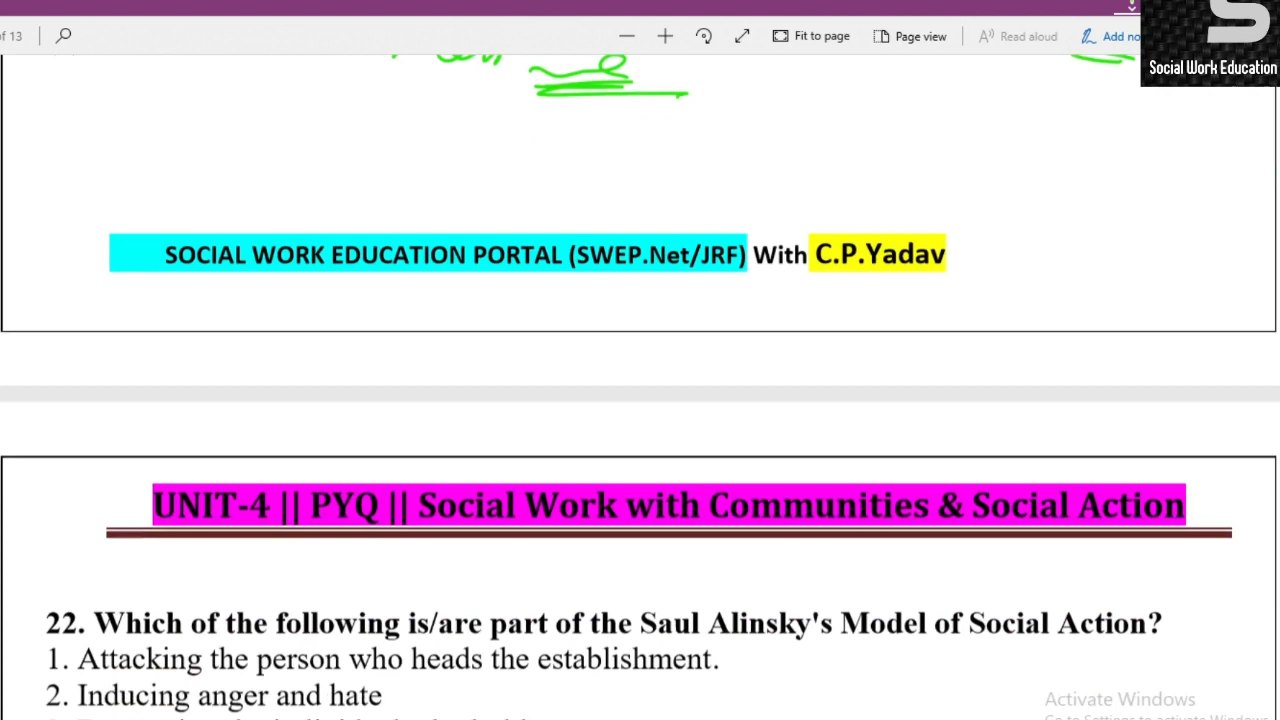 of 13
Fit to page
Page view
Read aloud
Add no
Social Work Education
SOCIAL WORK EDUCATION PORTAL (SWEP.Net/JRF) With C.P.Yadav
UNIT-4 || PYQ || Social Work with Communities & Social Action
22. Which of the following is/are part of the Saul Alinsky's Model of Social Action?
1. Attacking the person who heads the establishment.
2. Inducing anger and hate
Activate Windows